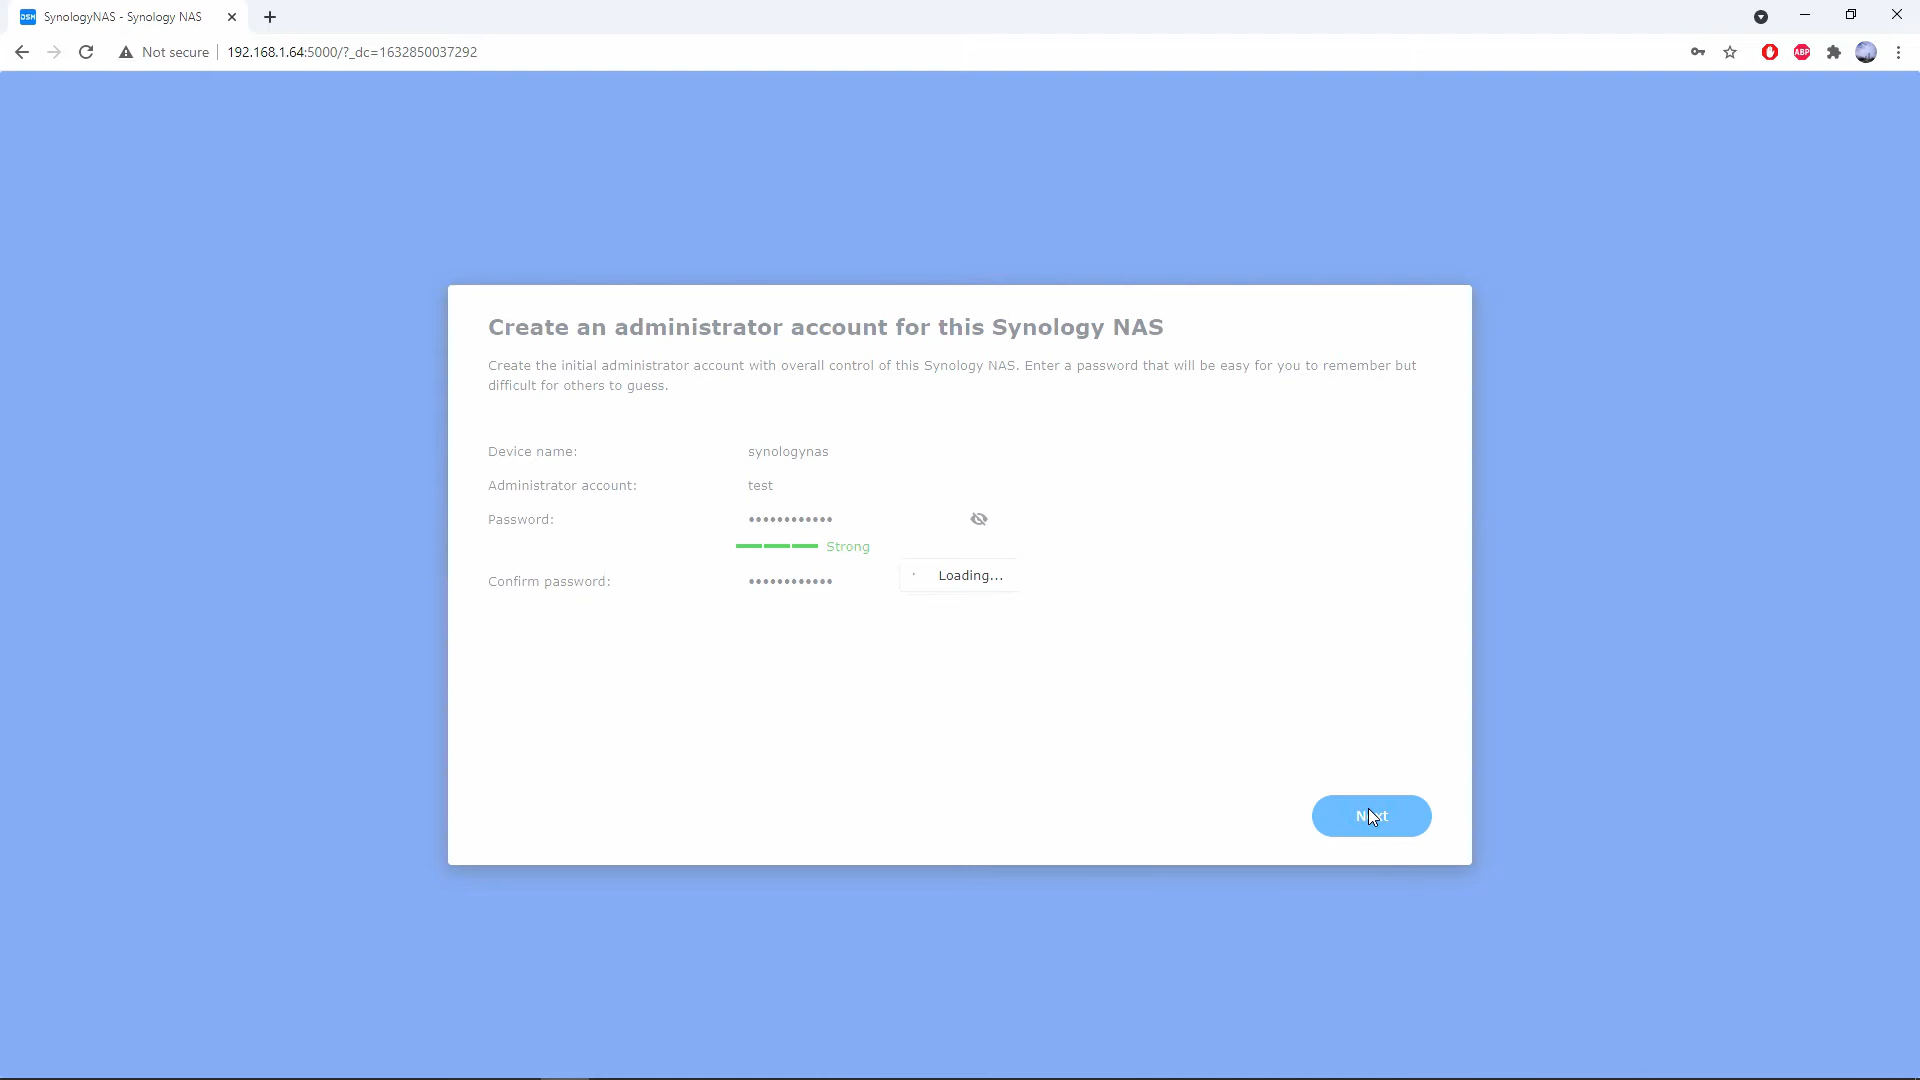 SynologyNAS - Synology NAS
Not secure
192.168.1.64:5000/?_dc=1632850037292
ABP
Create an administrator account for this Synology NAS
Create the initial administrator account with overall control of this Synology NAS. Enter a password that will be easy for you to remember but
difficult for others to guess.
Device name: synologynas
Administrator account: test
Password: ••••••••••••
Strong
Loading...
Confirm password: ••••••••••••
Next